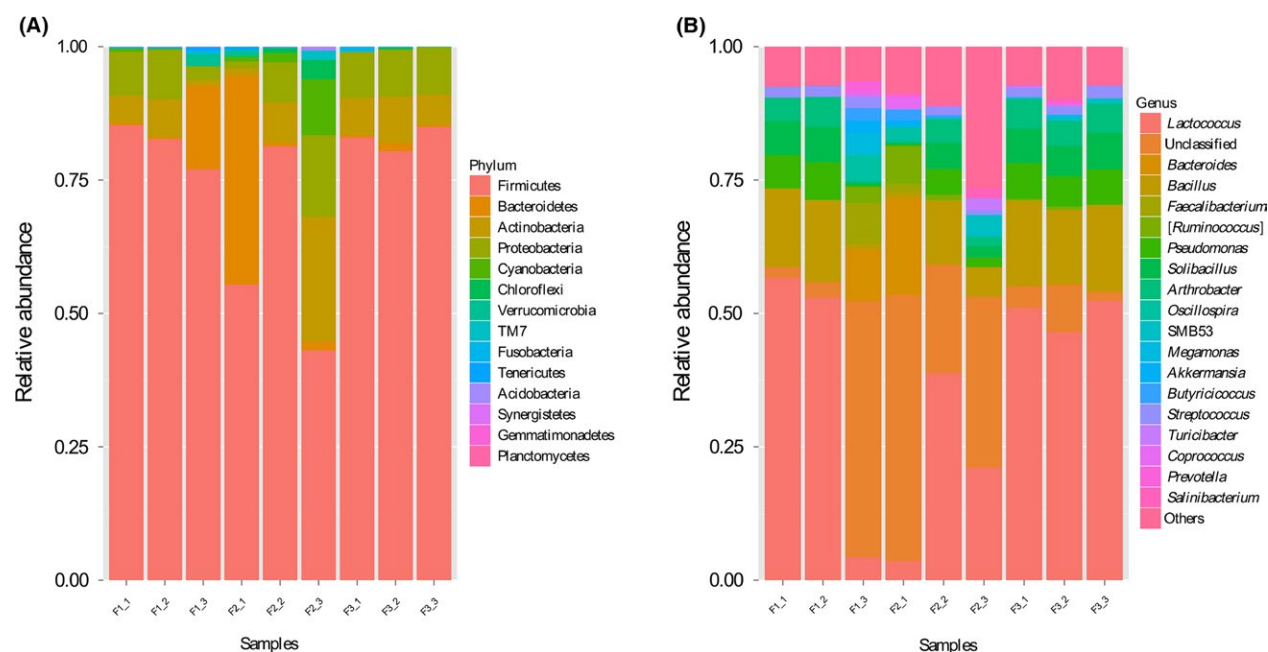 (A)
Relative abundance
1.00
0.75
0.50
0.25
0.00
F1_1 F1_2 F1_3 F2_1 F2_2 F2_3 F3_1 F3_2 F3_3
Samples
Phylum
Firmicutes
Bacteroidetes
Actinobacteria
Proteobacteria
Cyanobacteria
Chloroflexi
Verrucomicrobia
TM7
Fusobacteria
Tenericutes
Acidobacteria
Synergistetes
Gemmatimonadetes
Planctomycetes
(B)
Relative abundance
1.00
0.75
0.50
0.25
0.00
F1_1 F1_2 F1_3 F2_1 F2_2 F2_3 F3_1 F3_2 F3_3
Samples
Genus
Lactococcus
Unclassified
Bacteroides
Bacillus
Faecalibacterium
[Ruminococcus]
Pseudomonas
Solibacillus
Arthrobacter
Oscillospira
SMB53
Megamonas
Akkermansia
Butyricicoccus
Streptococcus
Turicibacter
Coprococcus
Prevotella
Salinibacterium
Others